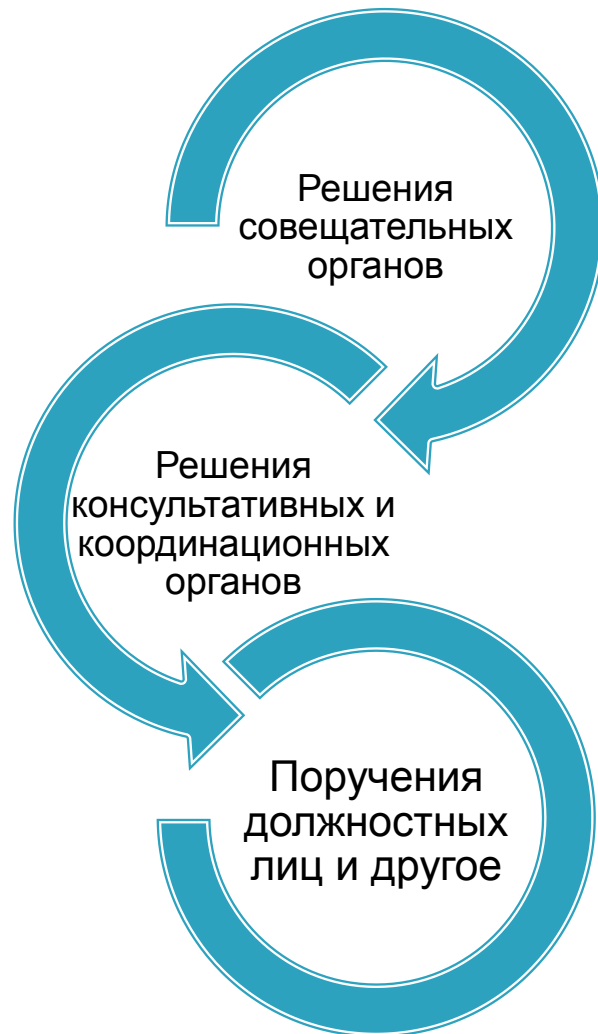 Решения
совещательных
органов
Решения
консультативных и
координационных
органов
Поручения
должностных
лиц и другое